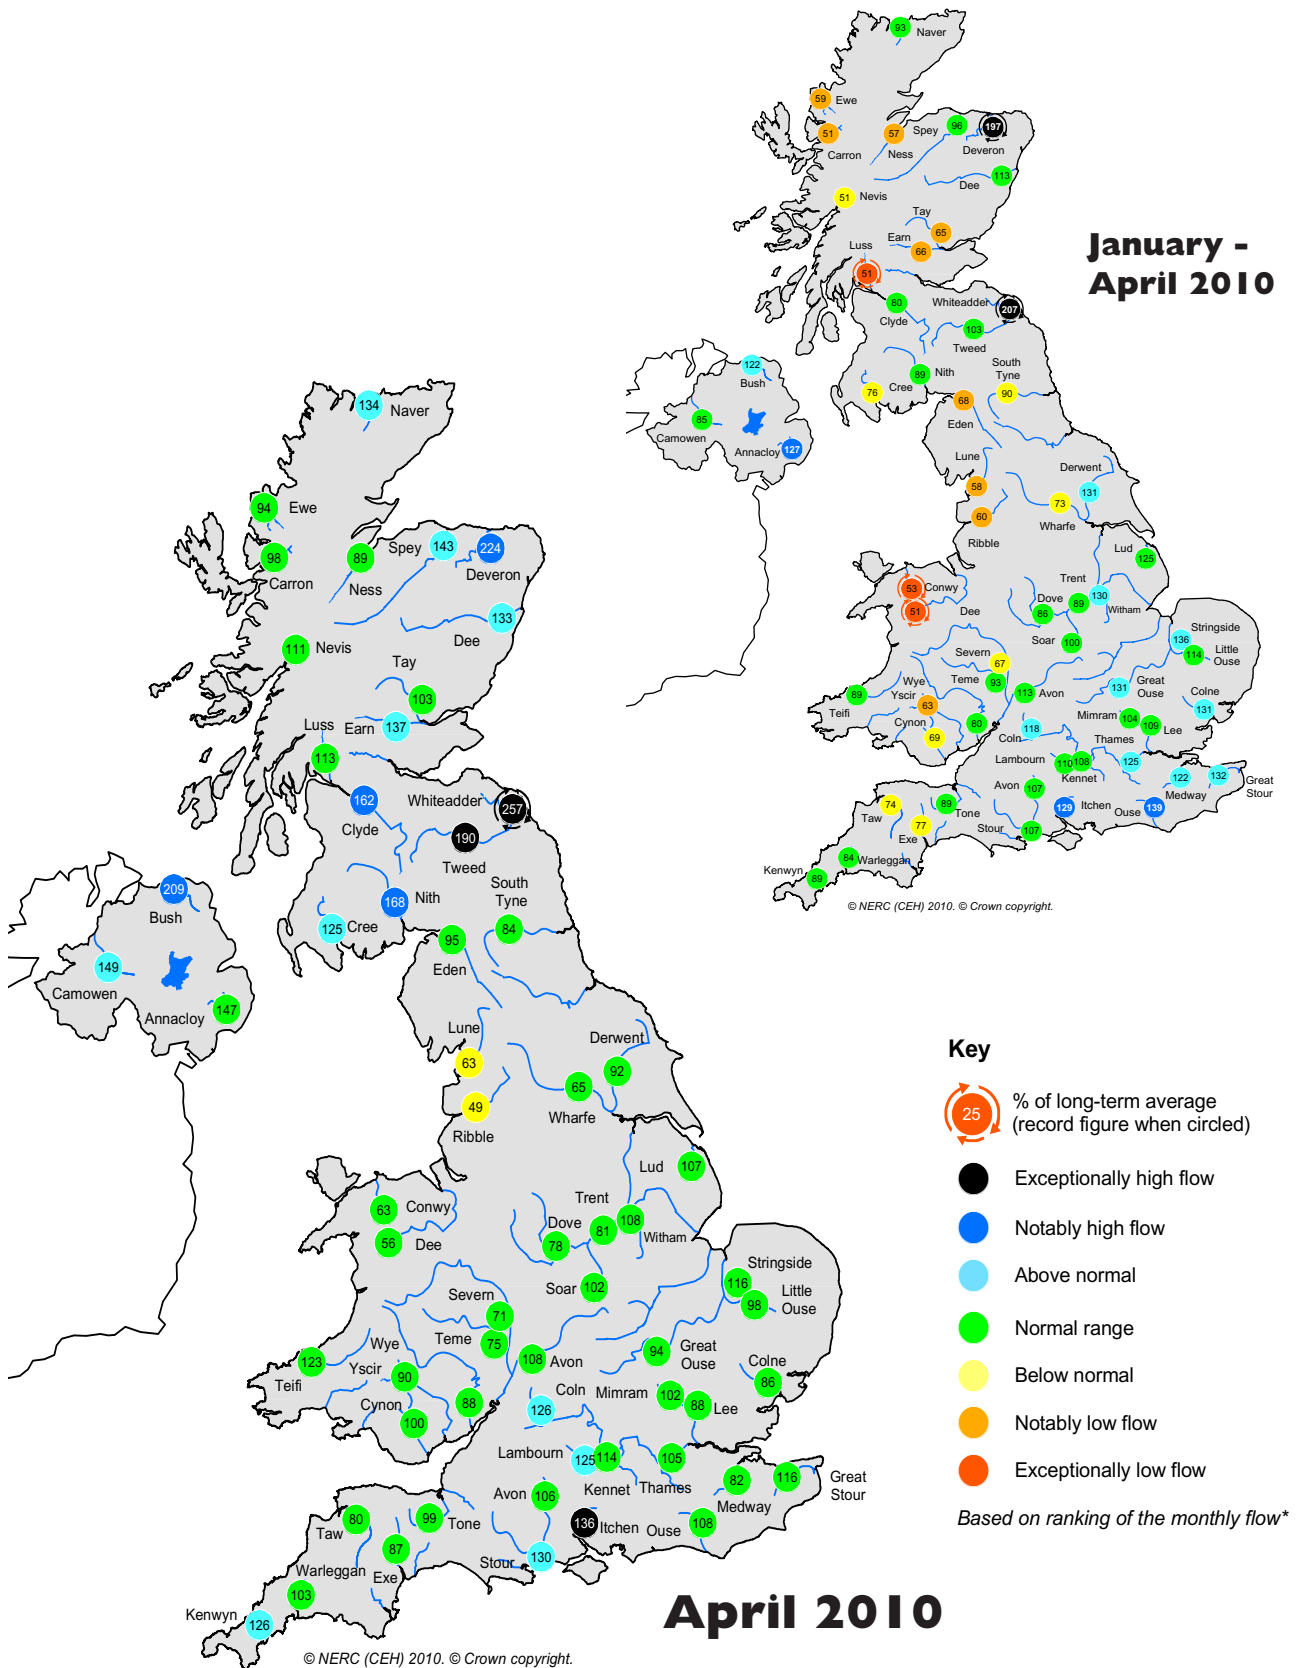 93
Naver
59
Ewe
51
Carron
57
Ness
Spey
96
197
Deveron
113
Dee
51
Nevis
Tay
65
Earn
66
Luss
51
January -
April 2010
80
Clyde
Whiteadder
207
103
Tweed
South
Tyne
90
89
Nith
76
Cree
122
Bush
85
Camowen
Annacloy
127
68
Eden
Lune
58
Derwent
131
73
Wharfe
60
Ribble
Lud
125
53
Conwy
51
Dee
Trent
130
Dove
89
86
Witham
Soar
100
Stringside
136
114
Little
Ouse
Severn
67
Wye
Teme
93
Yscir
63
113
Avon
131
Great
Ouse
Colne
131
89
Teifi
Cynon
69
80
Coln
118
Mimram
104
109
Lee
Thames
125
Lambourn
110
108
Kennet
122
Medway
132
Great
Stour
Avon
107
129
Itchen
Ouse
139
74
Taw
89
Tone
77
Exe
Stour
107
84
Warleggan
Kenwyn
89
© NERC (CEH) 2010. © Crown copyright.
134
Naver
94
Ewe
98
Carron
89
Ness
Spey
143
224
Deveron
133
Dee
111
Nevis
Tay
103
Earn
137
Luss
113
162
Clyde
Whiteadder
257
190
Tweed
South
Tyne
84
168
Nith
125
Cree
209
Bush
149
Camowen
Annacloy
147
95
Eden
Lune
63
Derwent
92
65
Wharfe
49
Ribble
Lud
107
63
Conwy
56
Dee
Trent
108
Dove
81
78
Witham
Soar
102
Stringside
116
98
Little
Ouse
Severn
71
Teme
75
Wye
Yscir
90
123
Teifi
Cynon
100
88
108
Avon
94
Great
Ouse
Colne
86
Coln
126
Mimram
102
88
Lee
Lambourn
125
114
Kennet
105
Thames
82
Medway
116
Great
Stour
Avon
106
136
Itchen
Ouse
108
80
Taw
99
Tone
87
Exe
Stour
130
Warleggan
103
Kenwyn
126
April 2010
© NERC (CEH) 2010. © Crown copyright.
Key
25
% of long-term average
(record figure when circled)
Exceptionally high flow
Notably high flow
Above normal
Normal range
Below normal
Notably low flow
Exceptionally low flow
Based on ranking of the monthly flow*